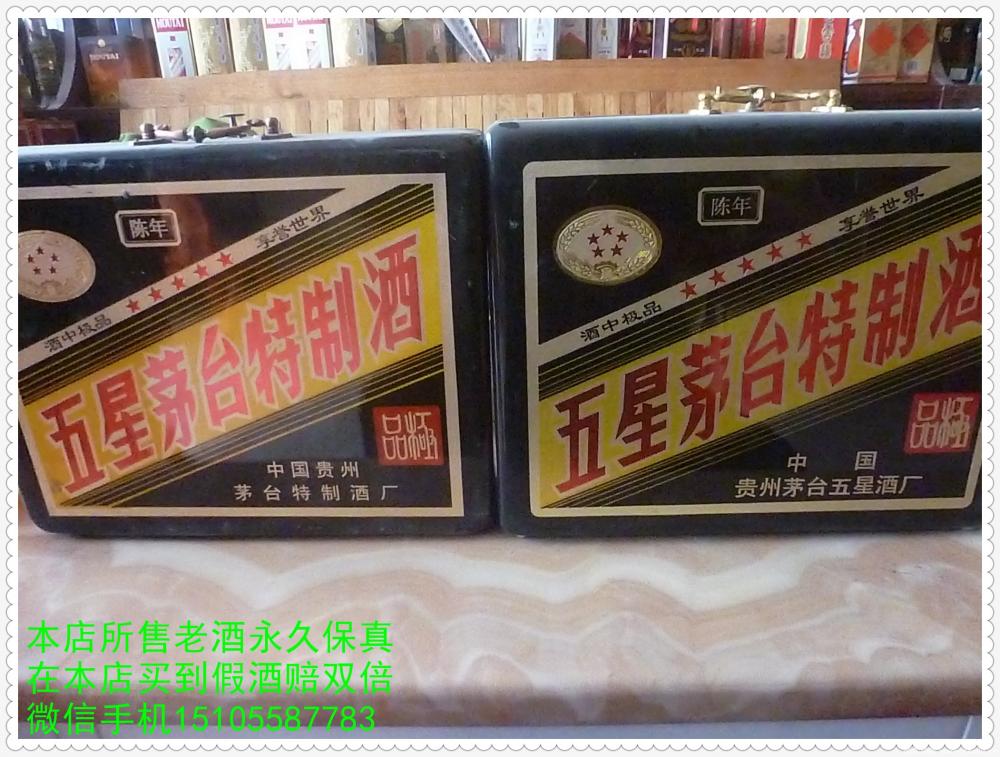 MOUTAI
陈年
酒中极品 ★★★★★ 享誉世界
五星茅台特制酒
极品
中国贵州
茅台特制酒厂
陈年
酒中极品 ★★★★ 享誉世界
五星茅台特制酒
极品
中国
贵州茅台五星酒厂
本店所售老酒永久保真
在本店买到假酒赔双倍
微信手机15105587783